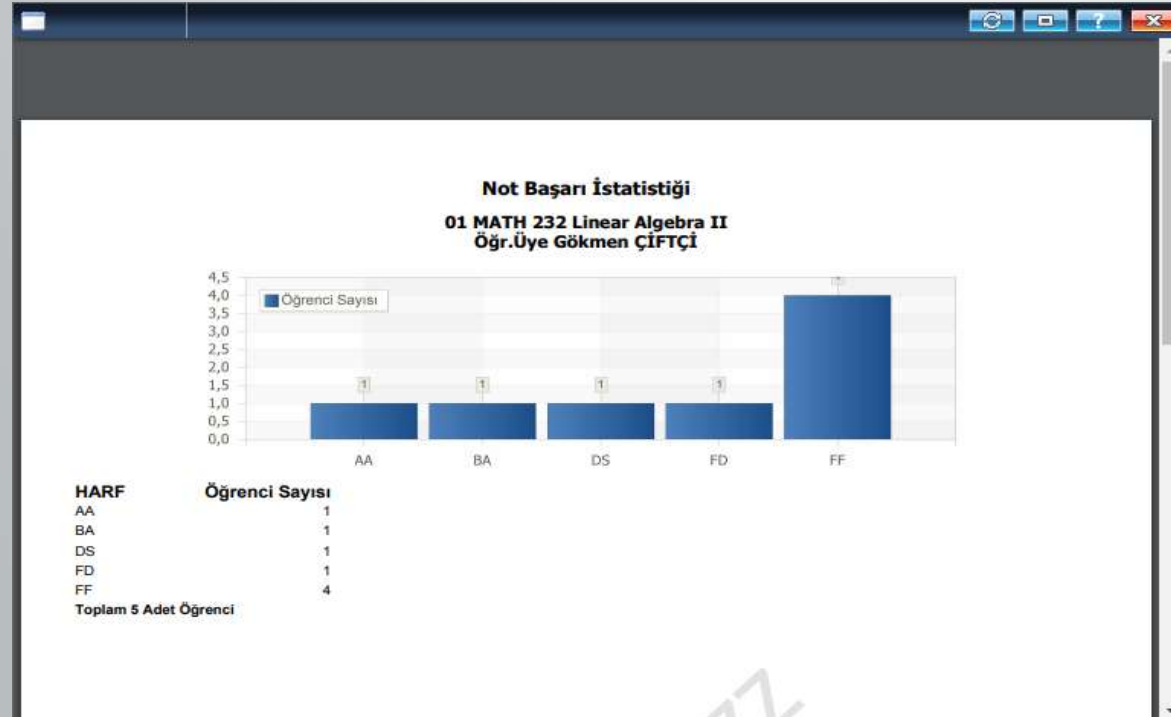 ?
Not Başarı İstatistiği
01 MATH 232 Linear Algebra II
Öğr.Üye Gökmen ÇİFTÇİ
4,5
4,0
3,5
3,0
2,5
2,0
1,5
1,0
0,5
0,0
Öğrenci Sayısı
1 1 1 1
AA BA DS FD FF
HARF Öğrenci Sayısı
AA 1
BA 1
DS 1
FD 1
FF 4
Toplam 5 Adet Öğrenci